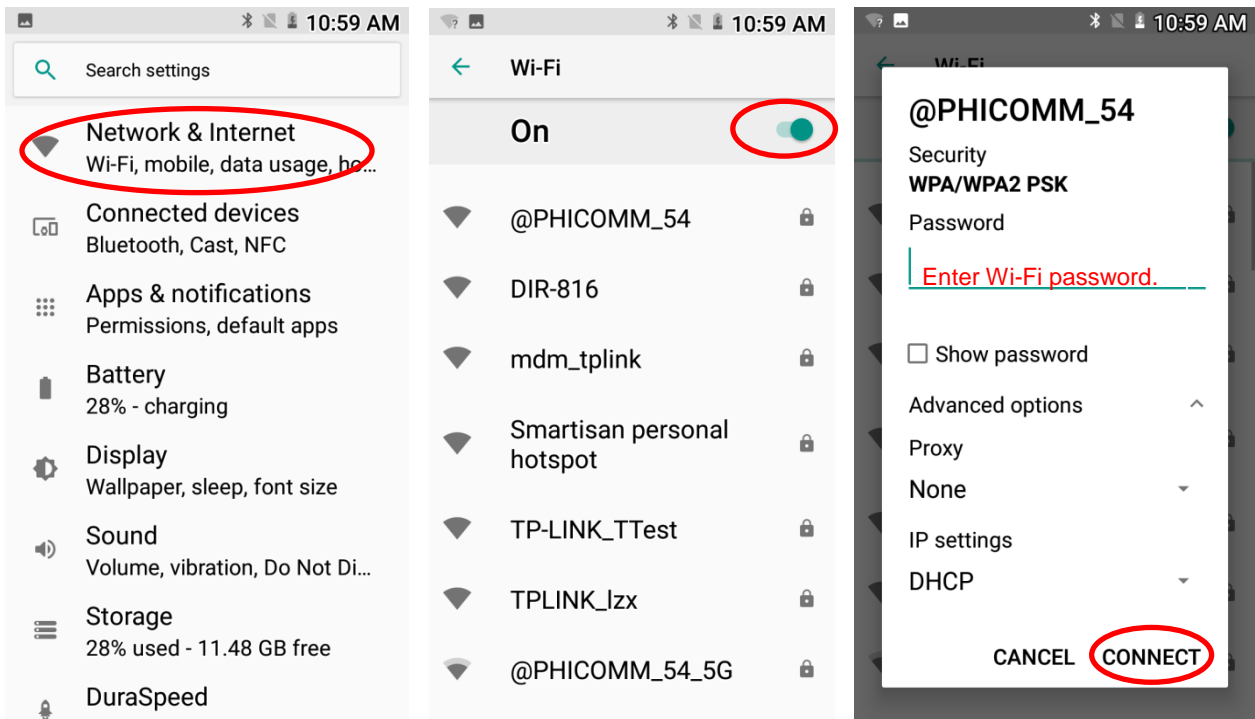 10:59 AM
Search settings
Network & Internet
Wi-Fi, mobile, data usage, ho...
Connected devices
Bluetooth, Cast, NFC
Apps & notifications
Permissions, default apps
Battery
28% - charging
Display
Wallpaper, sleep, font size
Sound
Volume, vibration, Do Not Di...
Storage
28% used - 11.48 GB free
DuraSpeed
? 10:59 AM
Wi-Fi
On
@PHICOMM_54
DIR-816
mdm_tplink
Smartisan personal
hotspot
TP-LINK_TTest
TPLINK_lzx
@PHICOMM_54_5G
? 10:59 AM
Wi-Fi
@PHICOMM_54
Security
WPA/WPA2 PSK
Password
Enter Wi-Fi password.
Show password
Advanced options
Proxy
None
IP settings
DHCP
CANCEL CONNECT